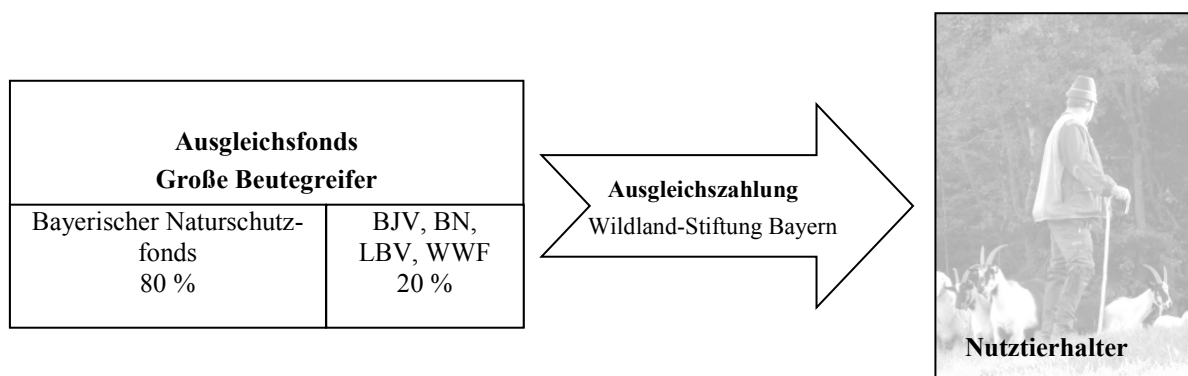 Ausgleichsfonds
Große Beutegreifer
Bayerischer Naturschutz-
fonds
80 %
BJV, BN,
LBV, WWF
20 %
Ausgleichszahlung
Wildland-Stiftung Bayern
Nutztierhalter